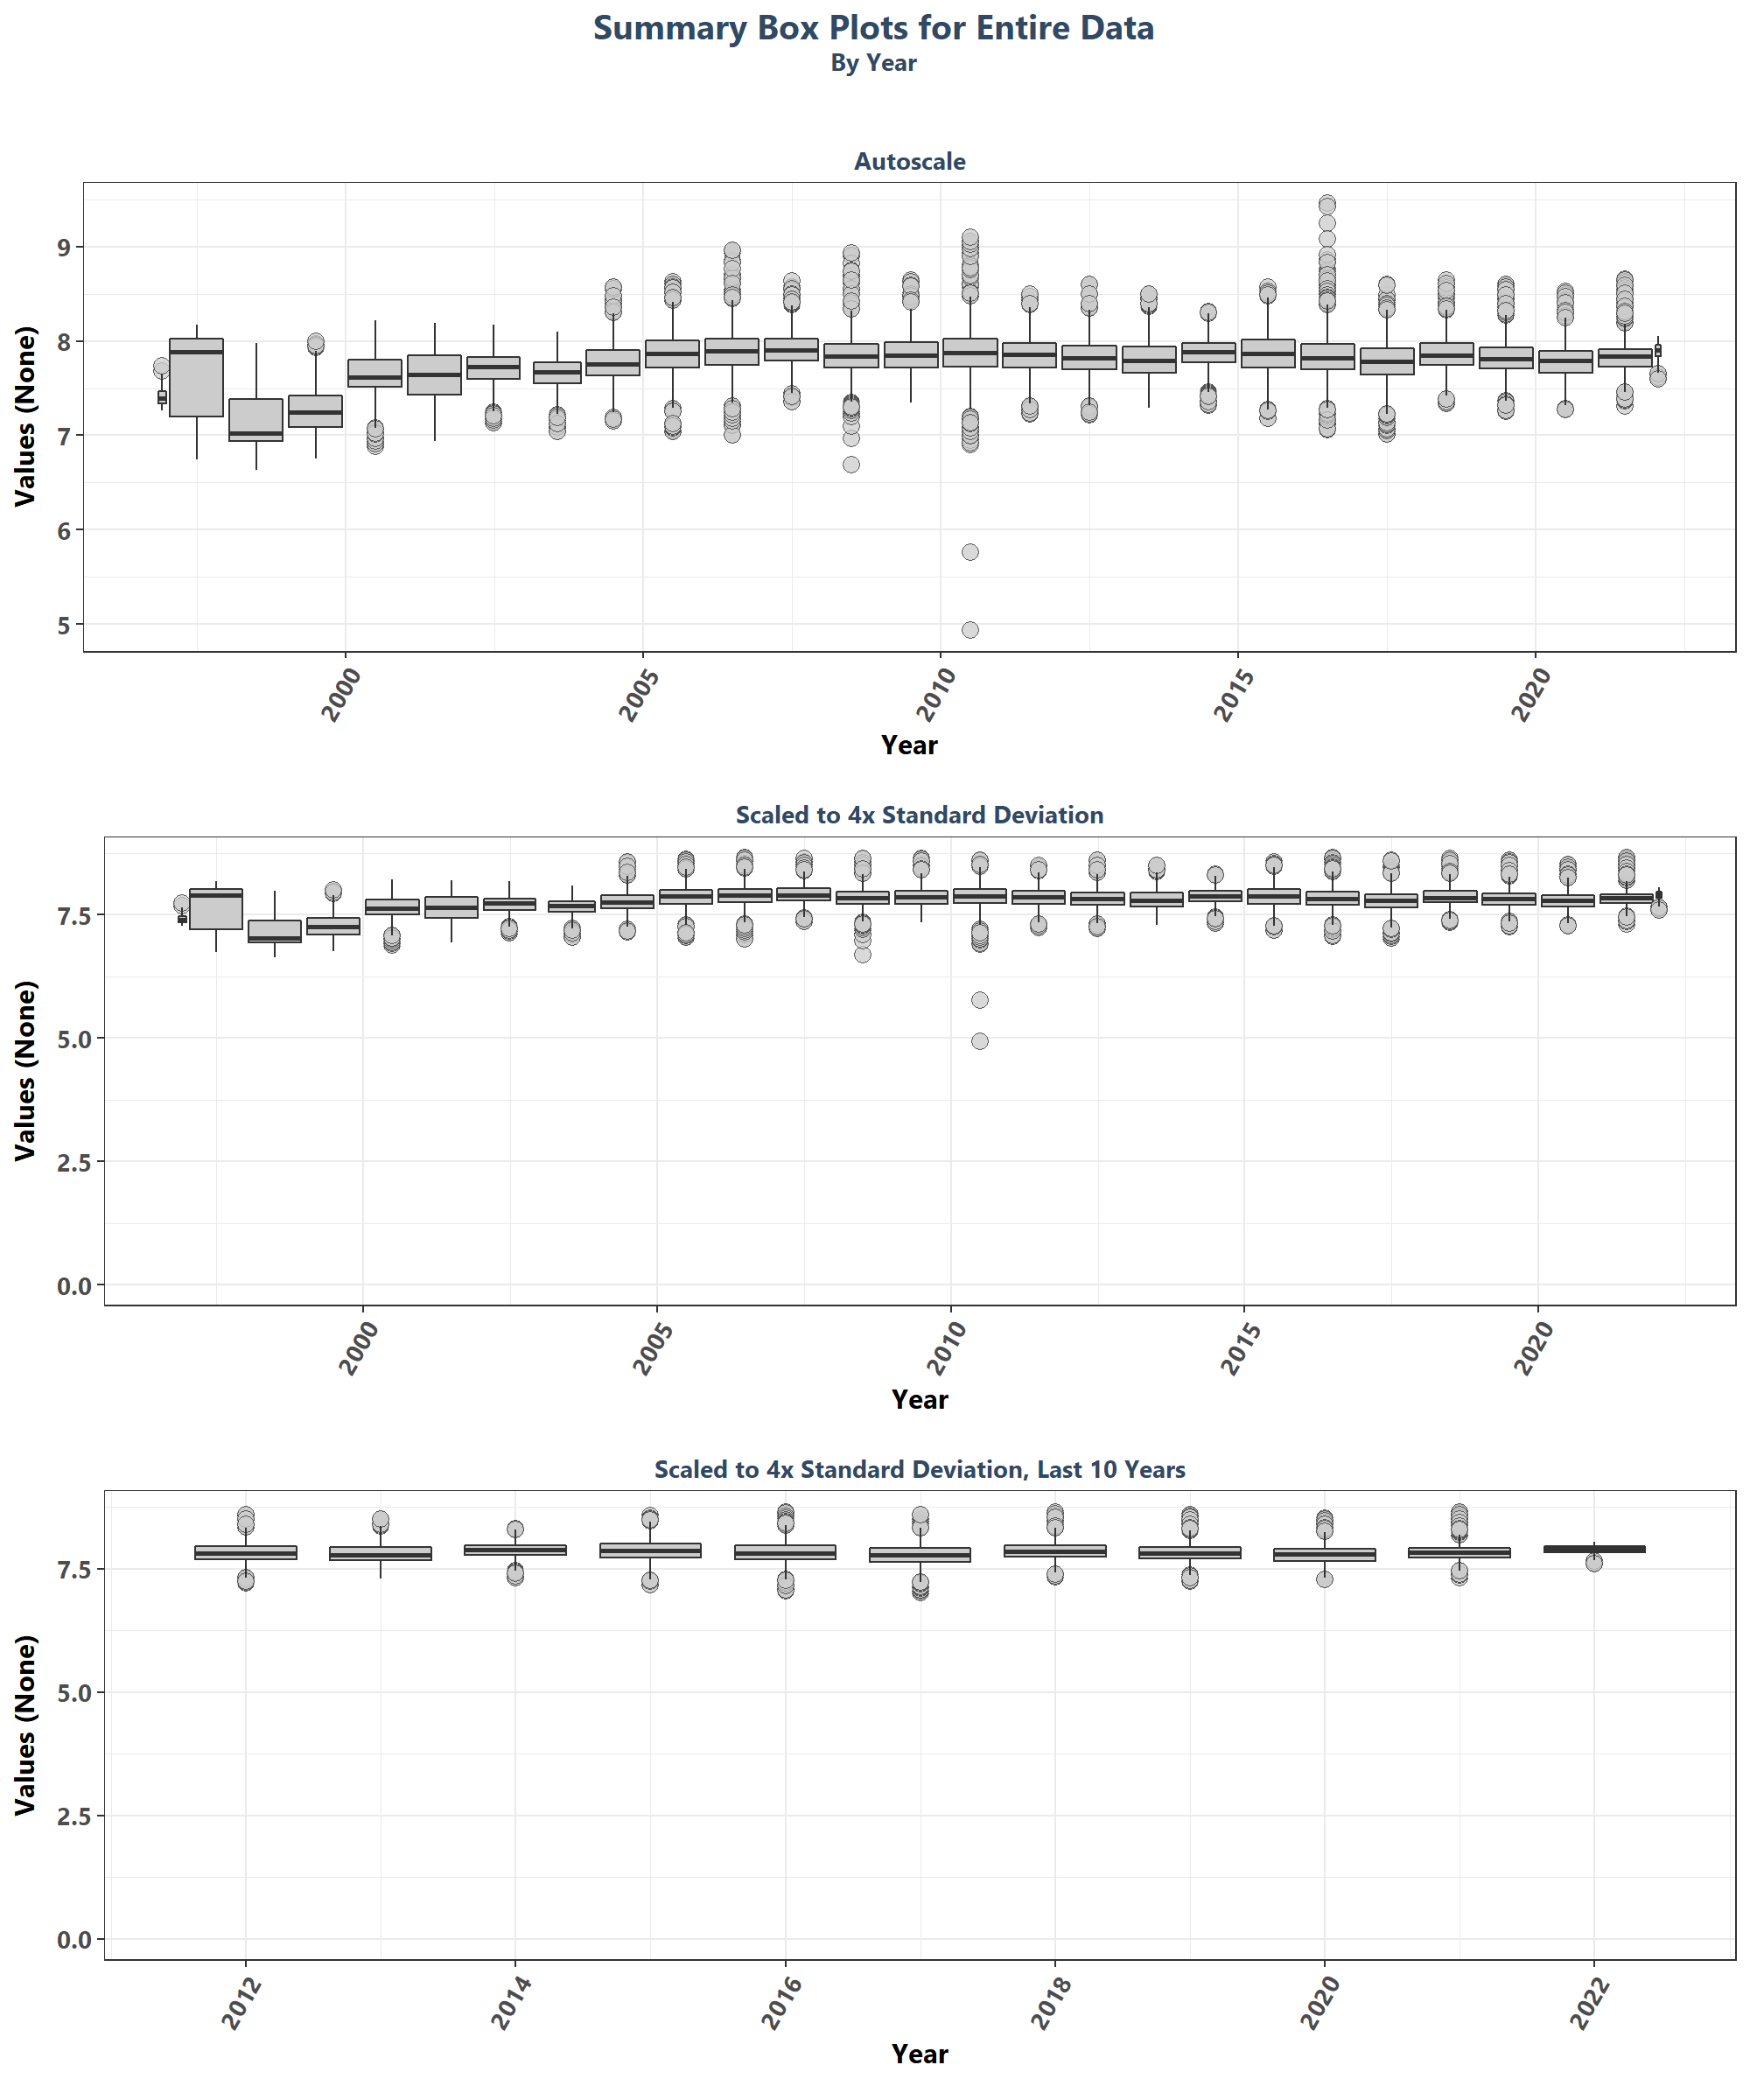 Summary Box Plots for Entire Data
By Year
Autoscale
Values (None)
9
8
7
6
5
2000 2005 2010 2015 2020
Year
Scaled to 4x Standard Deviation
Values (None)
7.5
5.0
2.5
0.0
2000 2005 2010 2015 2020
Year
Scaled to 4x Standard Deviation, Last 10 Years
Values (None)
7.5
5.0
2.5
0.0
2012 2014 2016 2018 2020 2022
Year